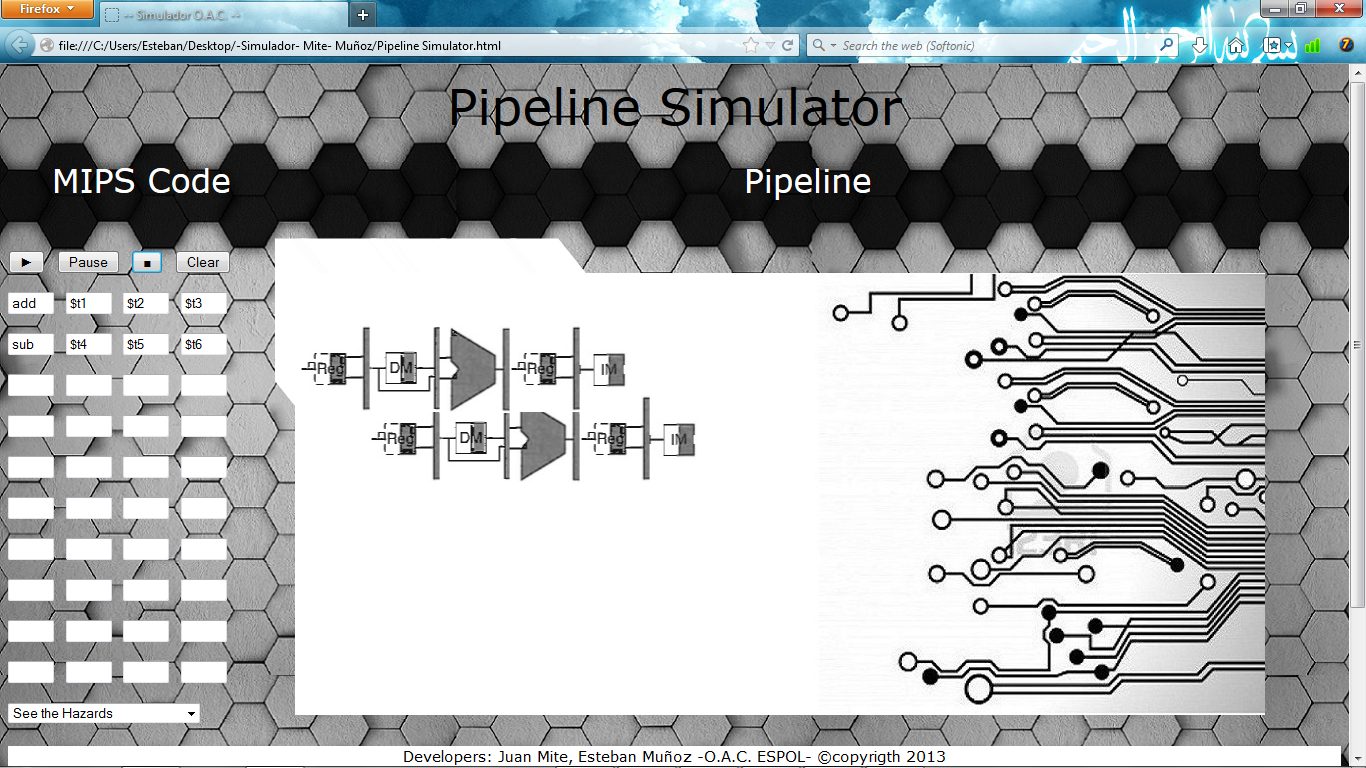 Firefox
-- Simulador O.A.C. --
file:///C:/Users/Esteban/Desktop/-Simulador- Mite- Muñoz/Pipeline Simulator.html
Search the web (Softonic)
Pipeline Simulator
MIPS Code
Pipeline
Pause
Clear
add $t1 $t2 $t3
sub $t4 $t5 $t6
Reg DM Reg IM
Reg DM Reg IM
See the Hazards
Developers: Juan Mite, Esteban Muñoz -O.A.C. ESPOL- ©copyrigth 2013